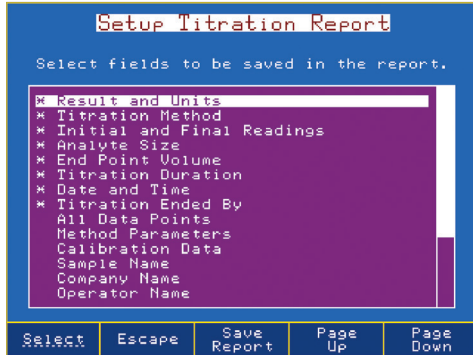 Setup Titration Report
Select fields to be saved in the report.
* Result and Units
* Titration Method
* Initial and Final Readings
* Analyte Size
* End Point Volume
* Titration Duration
* Date and Time
* Titration Ended By
All Data Points
Method Parameters
Calibration Data
Sample Name
Company Name
Operator Name
Select
Escape
Save
Report
Page
Up
Page
Down